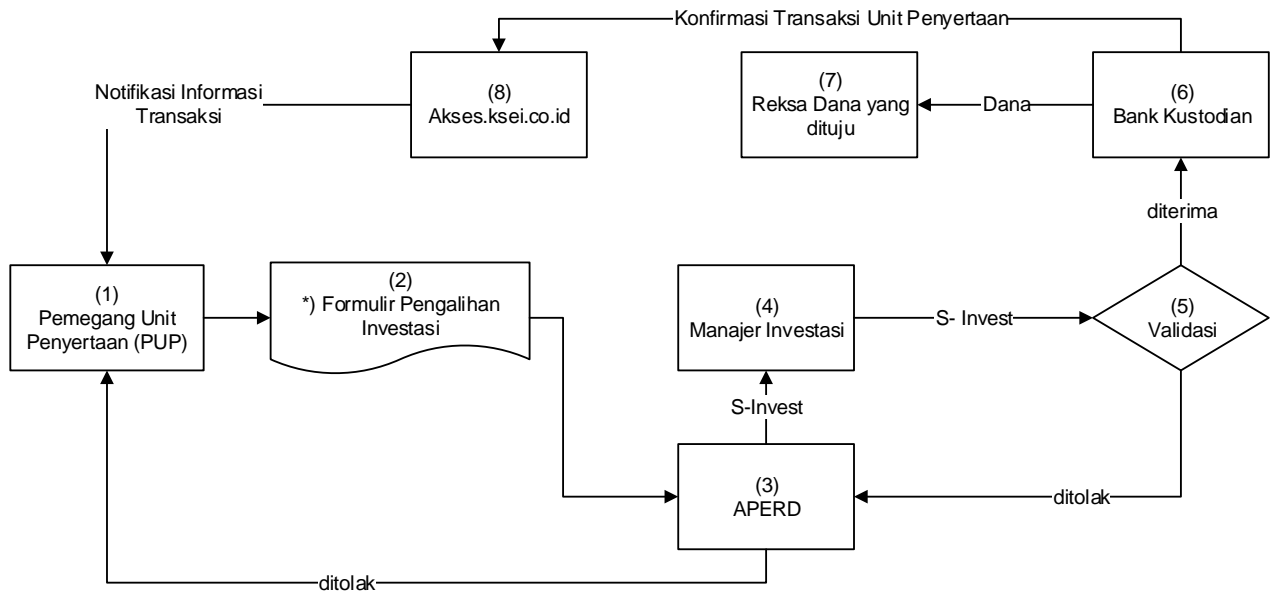 Konfirmasi Transaksi Unit Penyertaan
(8)
Akses.ksei.co.id
(7)
Reksa Dana yang
dituju
Dana
(6)
Bank Kustodian
Notifikasi Informasi
Transaksi
diterima
(1)
Pemegang Unit
Penyertaan (PUP)
(2)
*) Formulir Pengalihan
Investasi
(4)
Manajer Investasi
S- Invest
(5)
Validasi
S-Invest
(3)
APERD
ditolak
ditolak